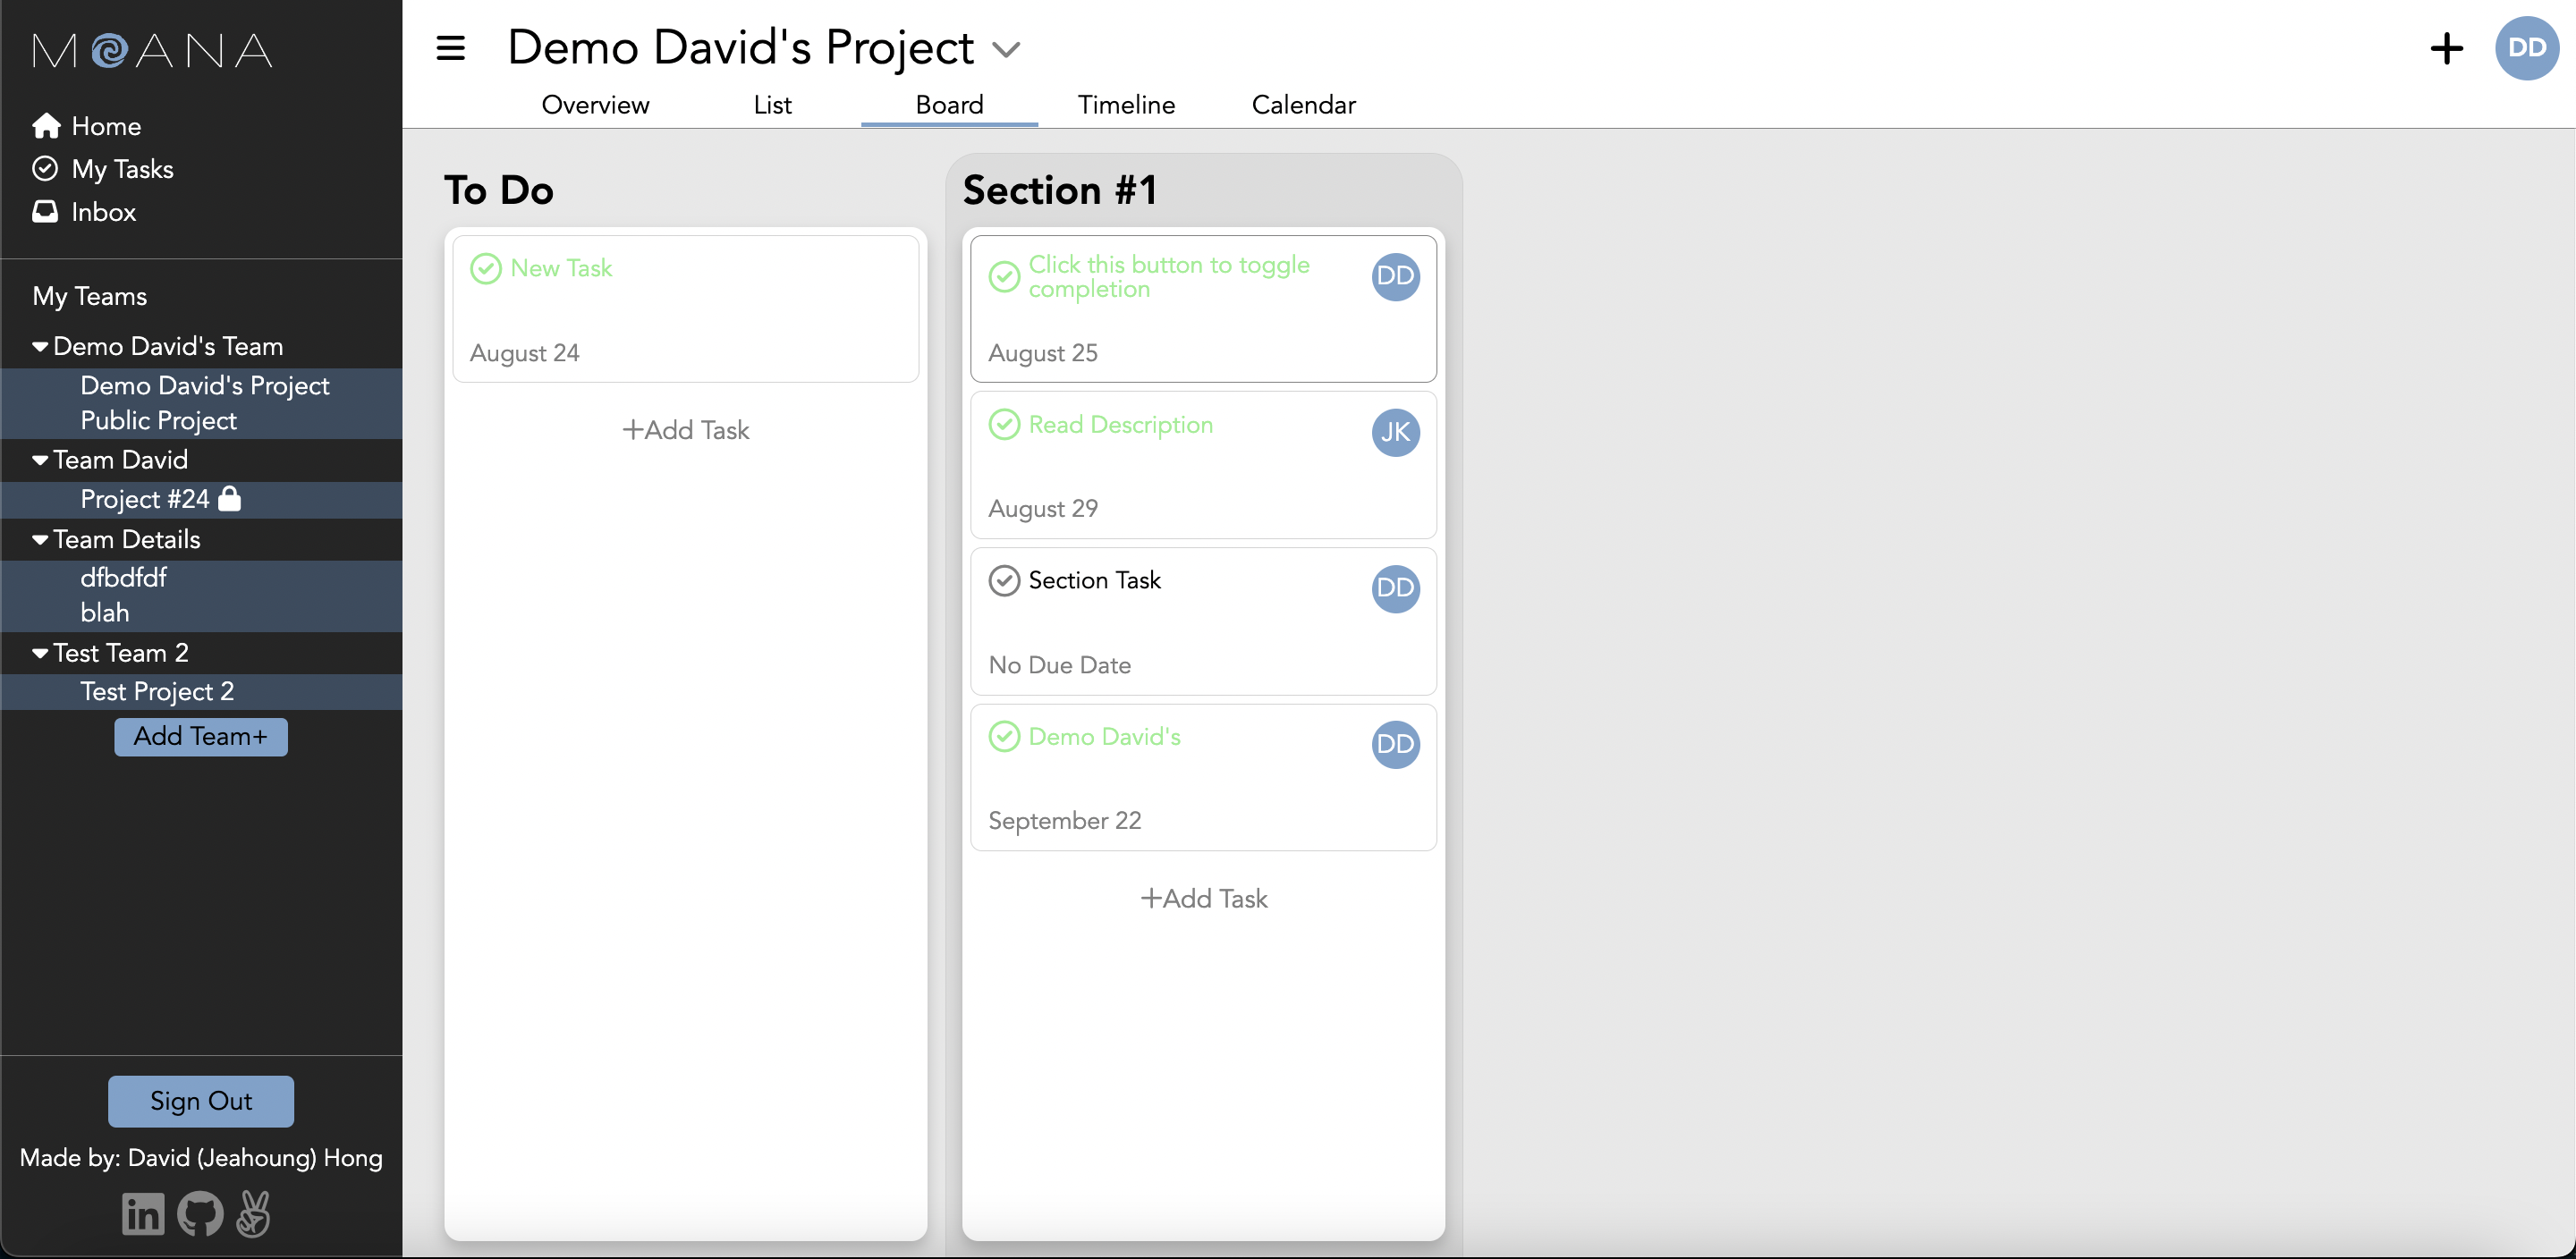 MOANA
Home
My Tasks
Inbox
My Teams
Demo David's Team
Demo David's Project
Public Project
Team David
Project #24
Team Details
dfbdfdf
blah
Test Team 2
Test Project 2
Add Team+
Sign Out
Made by: David (Jeahoung) Hong
in
Demo David's Project
+
DD
Overview
List
Board
Timeline
Calendar
To Do
New Task
August 24
+Add Task
Section #1
Click this button to toggle
completion
DD
August 25
Read Description
JK
August 29
Section Task
DD
No Due Date
Demo David's
DD
September 22
+Add Task